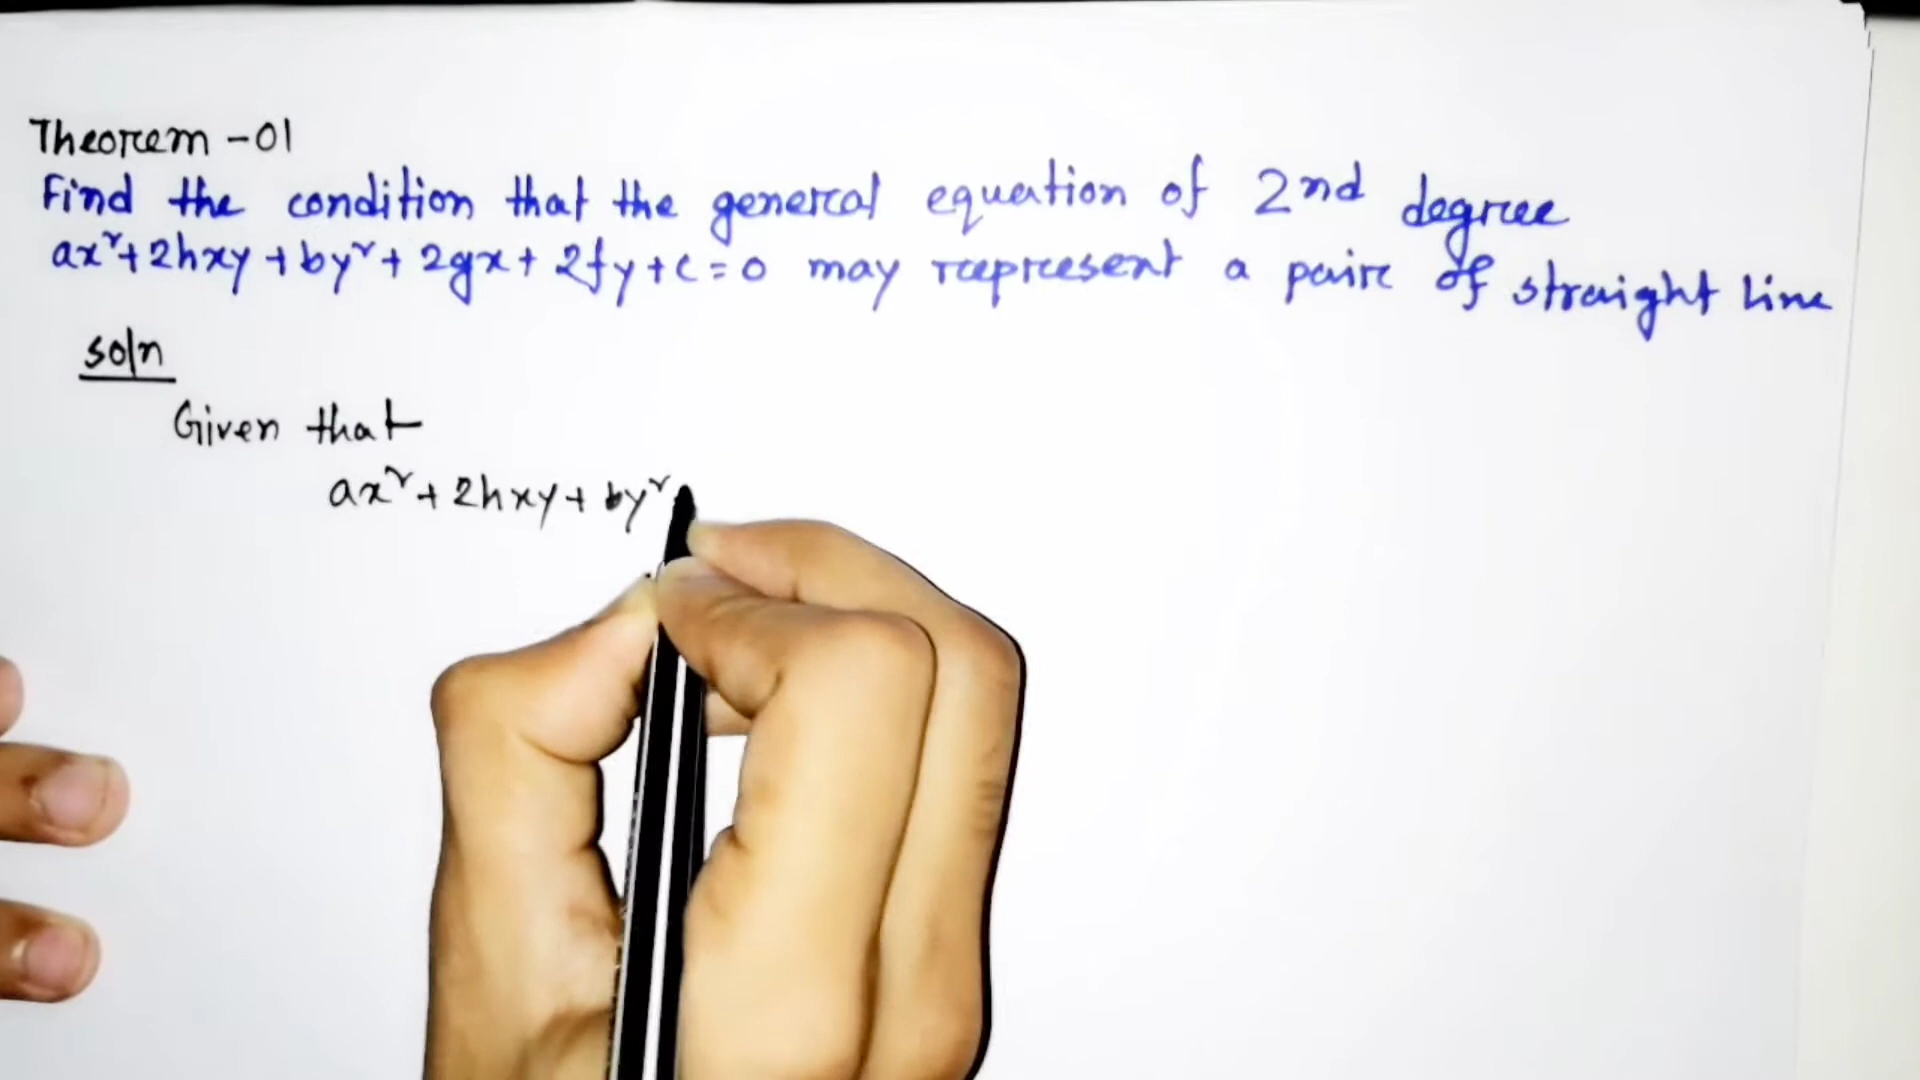 Theorem -01
Find the condition that the general equation of 2nd degree
ax²+2hxy+by²+2gx+2fy+c=0 may represent a pair of straight line
soln
Given that
ax²+2hxy+by²